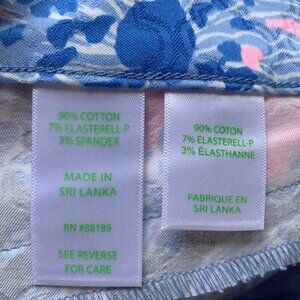 90% COTTON
7% ELASTERELL-P
3% SPANDEX
MADE IN
SRI LANKA
RN #88189
SEE REVERSE
FOR CARE
90% COTON
7% ELASTERELL-P
3% ÉLASTHANNE
FABRIQUE EN
SRI LANKA